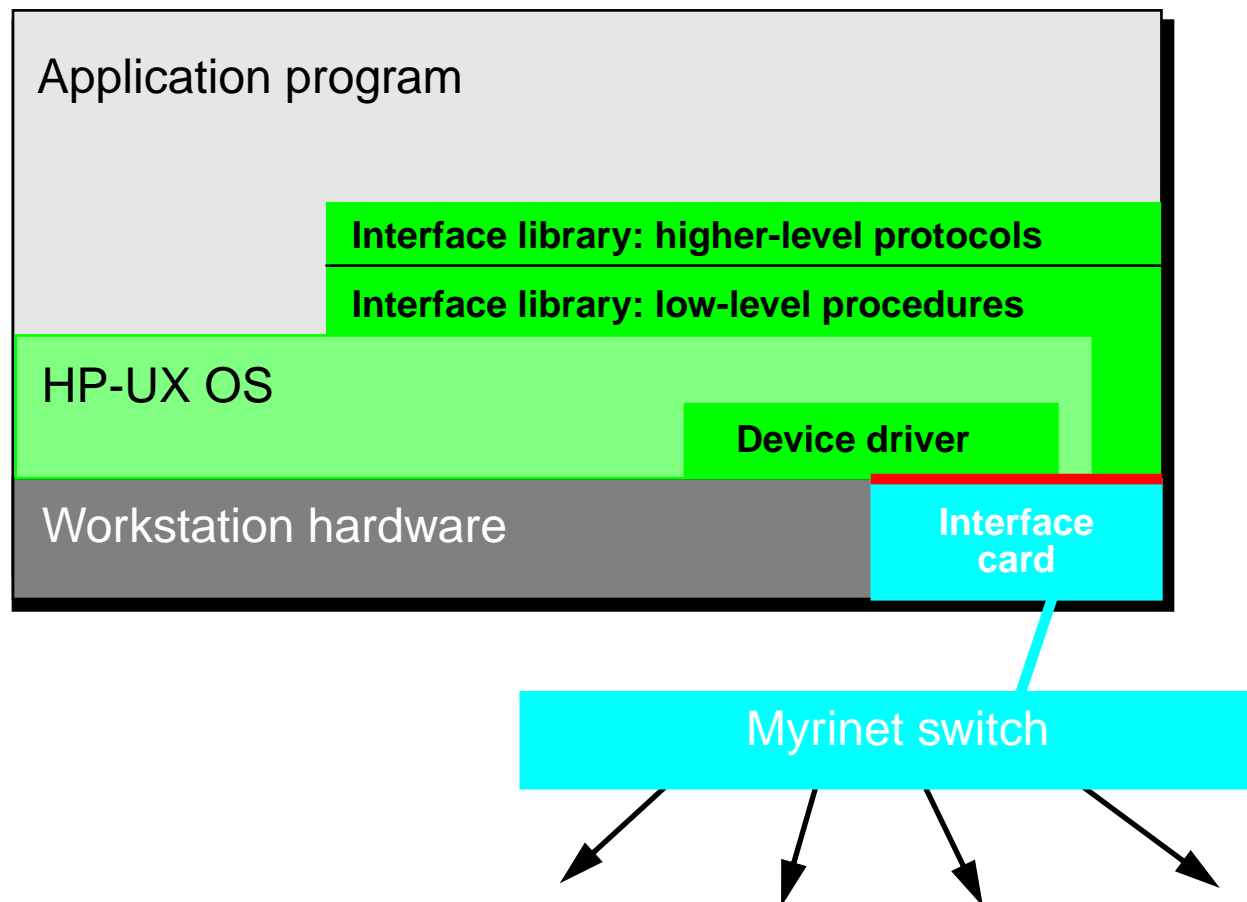 Application program
Interface library: higher-level protocols
Interface library: low-level procedures
HP-UX OS
Device driver
Workstation hardware
Interface
card
Myrinet switch